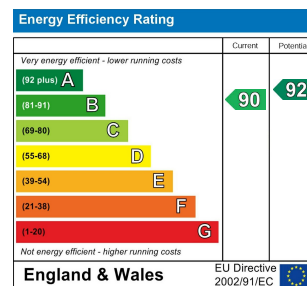 Energy Efficiency Rating
Current Potentia
Very energy efficient - lower running costs
(92 plus) A
(81-91) B
(69-80) C
(55-68) D
(39-54) E
(21-38) F
(1-20) G
90
92
Not energy efficient - higher running costs
England & Wales
EU Directive
2002/91/EC